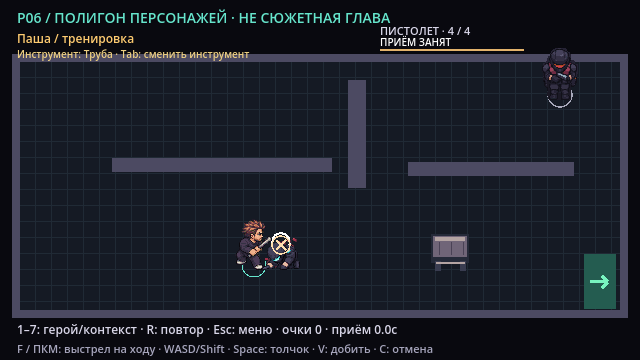 P06 / ПОЛИГОН ПЕРСОНАЖЕЙ · НЕ СЮЖЕТНАЯ ГЛАВА
Паша / тренировка
ПИСТОЛЕТ · 4 / 4
ПРИЁМ ЗАНЯТ
Инструмент: Труба · Tab: сменить инструмент
1–7: герой/контекст · R: повтор · Esc: меню · очки 0 · приём 0.0с
F / ПКМ: выстрел на ходу · WASD/Shift · Space: толчок · V: добить · C: отмена